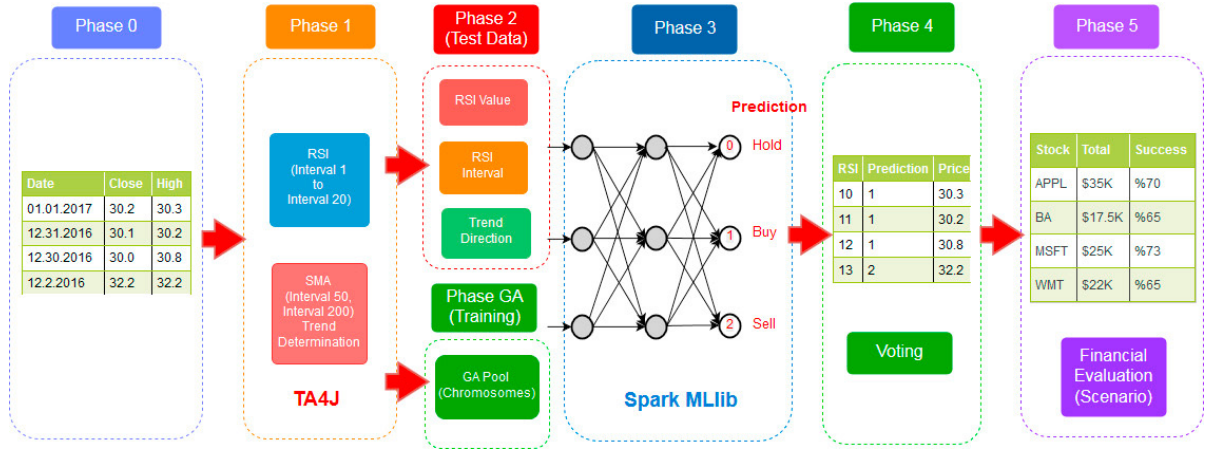 Phase 0
Date Close High
01.01.2017 30.2 30.3
12.31.2016 30.1 30.2
12.30.2016 30.0 30.8
12.2.2016 32.2 32.2
Phase 1
RSI
(Interval 1
to
Interval 20)
SMA
(Interval 50,
Interval 200)
Trend
Determination
TA4J
Phase 2
(Test Data)
RSI Value
RSI
Interval
Trend
Direction
Phase GA
(Training)
GA Pool
(Chromosomes)
Phase 3
Prediction
0 Hold
1 Buy
2 Sell
Spark MLlib
Phase 4
RSI Prediction Price
10 1 30.3
11 1 30.2
12 1 30.8
13 2 32.2
Voting
Phase 5
Stock Total Success
APPL $35K %70
BA $17.5K %65
MSFT $25K %73
WMT $22K %65
Financial
Evaluation
(Scenario)